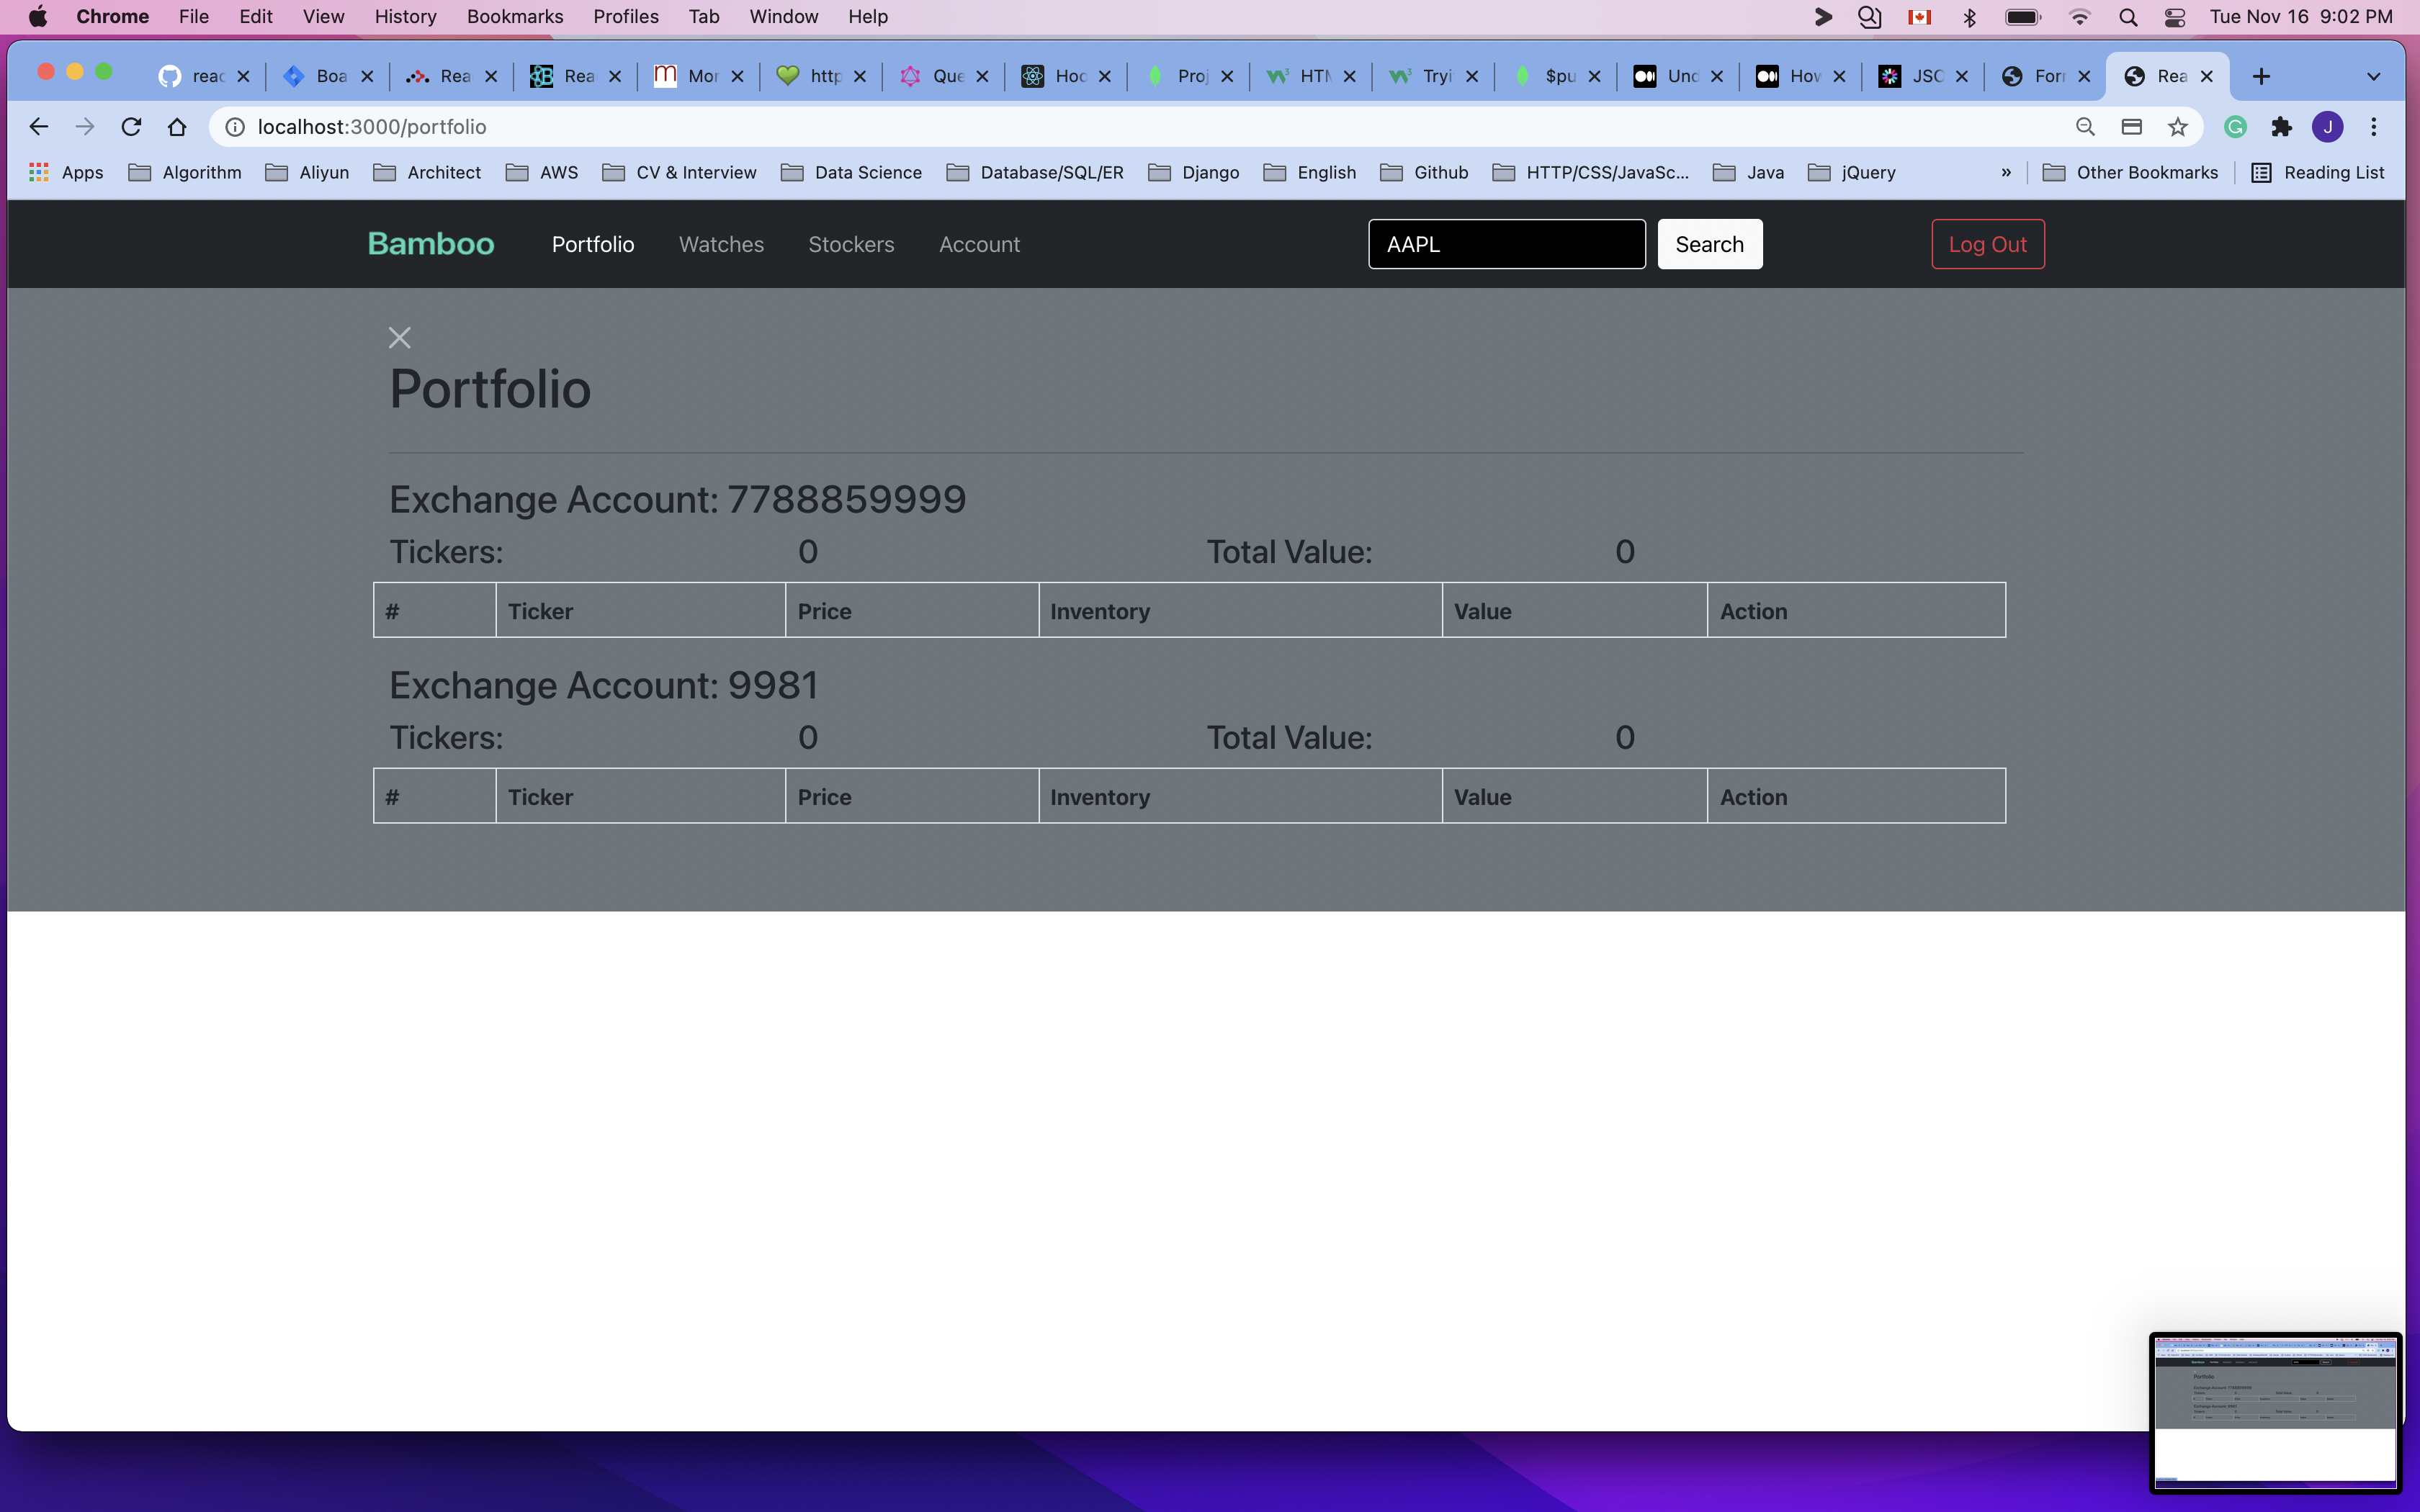 Chrome File Edit View History Bookmarks Profiles Tab Window Help Tue Nov 16 9:02 PM
reac Boa Rea Rea Mor http Que Hoc Proj HTM Tryi $pu Und How JSO Forr Rea
localhost:3000/portfolio J
Apps Algorithm Aliyun Architect AWS CV & Interview Data Science Database/SQL/ER Django English Github HTTP/CSS/JavaSc... Java jQuery » Other Bookmarks Reading List
Bamboo Portfolio Watches Stockers Account AAPL Search Log Out
Portfolio
Exchange Account: 7788859999
Tickers: 0 Total Value: 0
# Ticker Price Inventory Value Action
Exchange Account: 9981
Tickers: 0 Total Value: 0
# Ticker Price Inventory Value Action